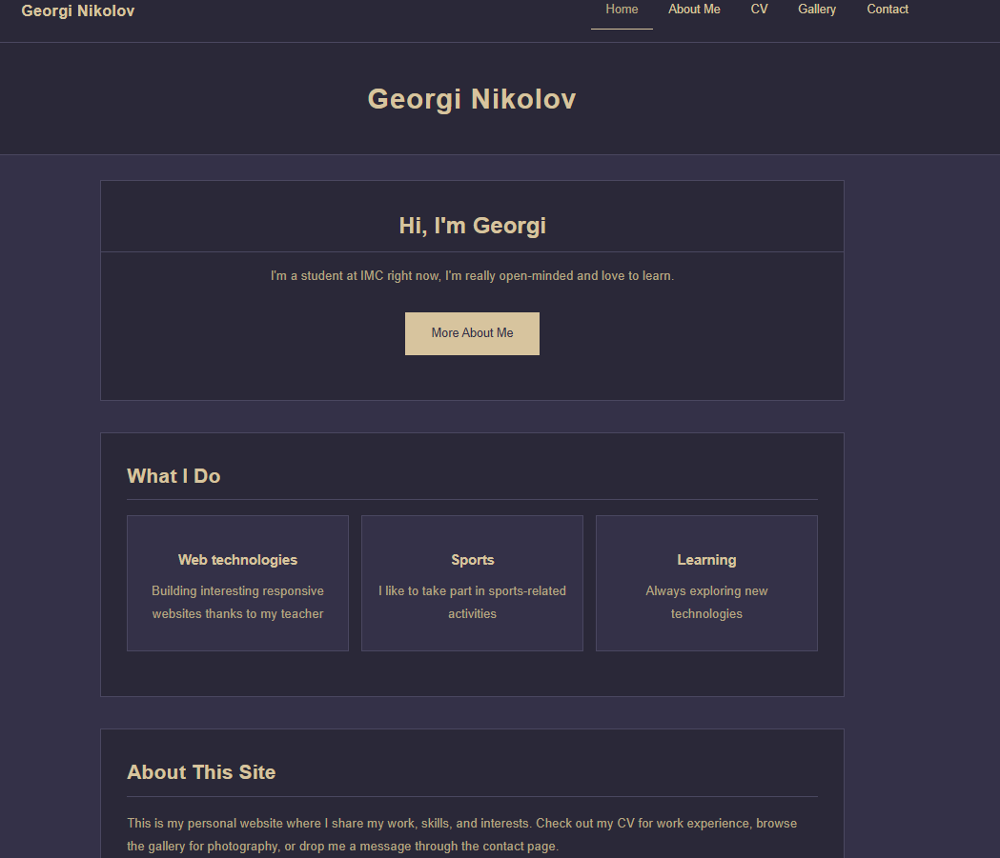 Georgi Nikolov
Home About Me CV Gallery Contact
Georgi Nikolov
Hi, I'm Georgi
I'm a student at IMC right now, I'm really open-minded and love to learn.
More About Me
What I Do
Web technologies
Building interesting responsive
websites thanks to my teacher
Sports
I like to take part in sports-related
activities
Learning
Always exploring new
technologies
About This Site
This is my personal website where I share my work, skills, and interests. Check out my CV for work experience, browse
the gallery for photography, or drop me a message through the contact page.